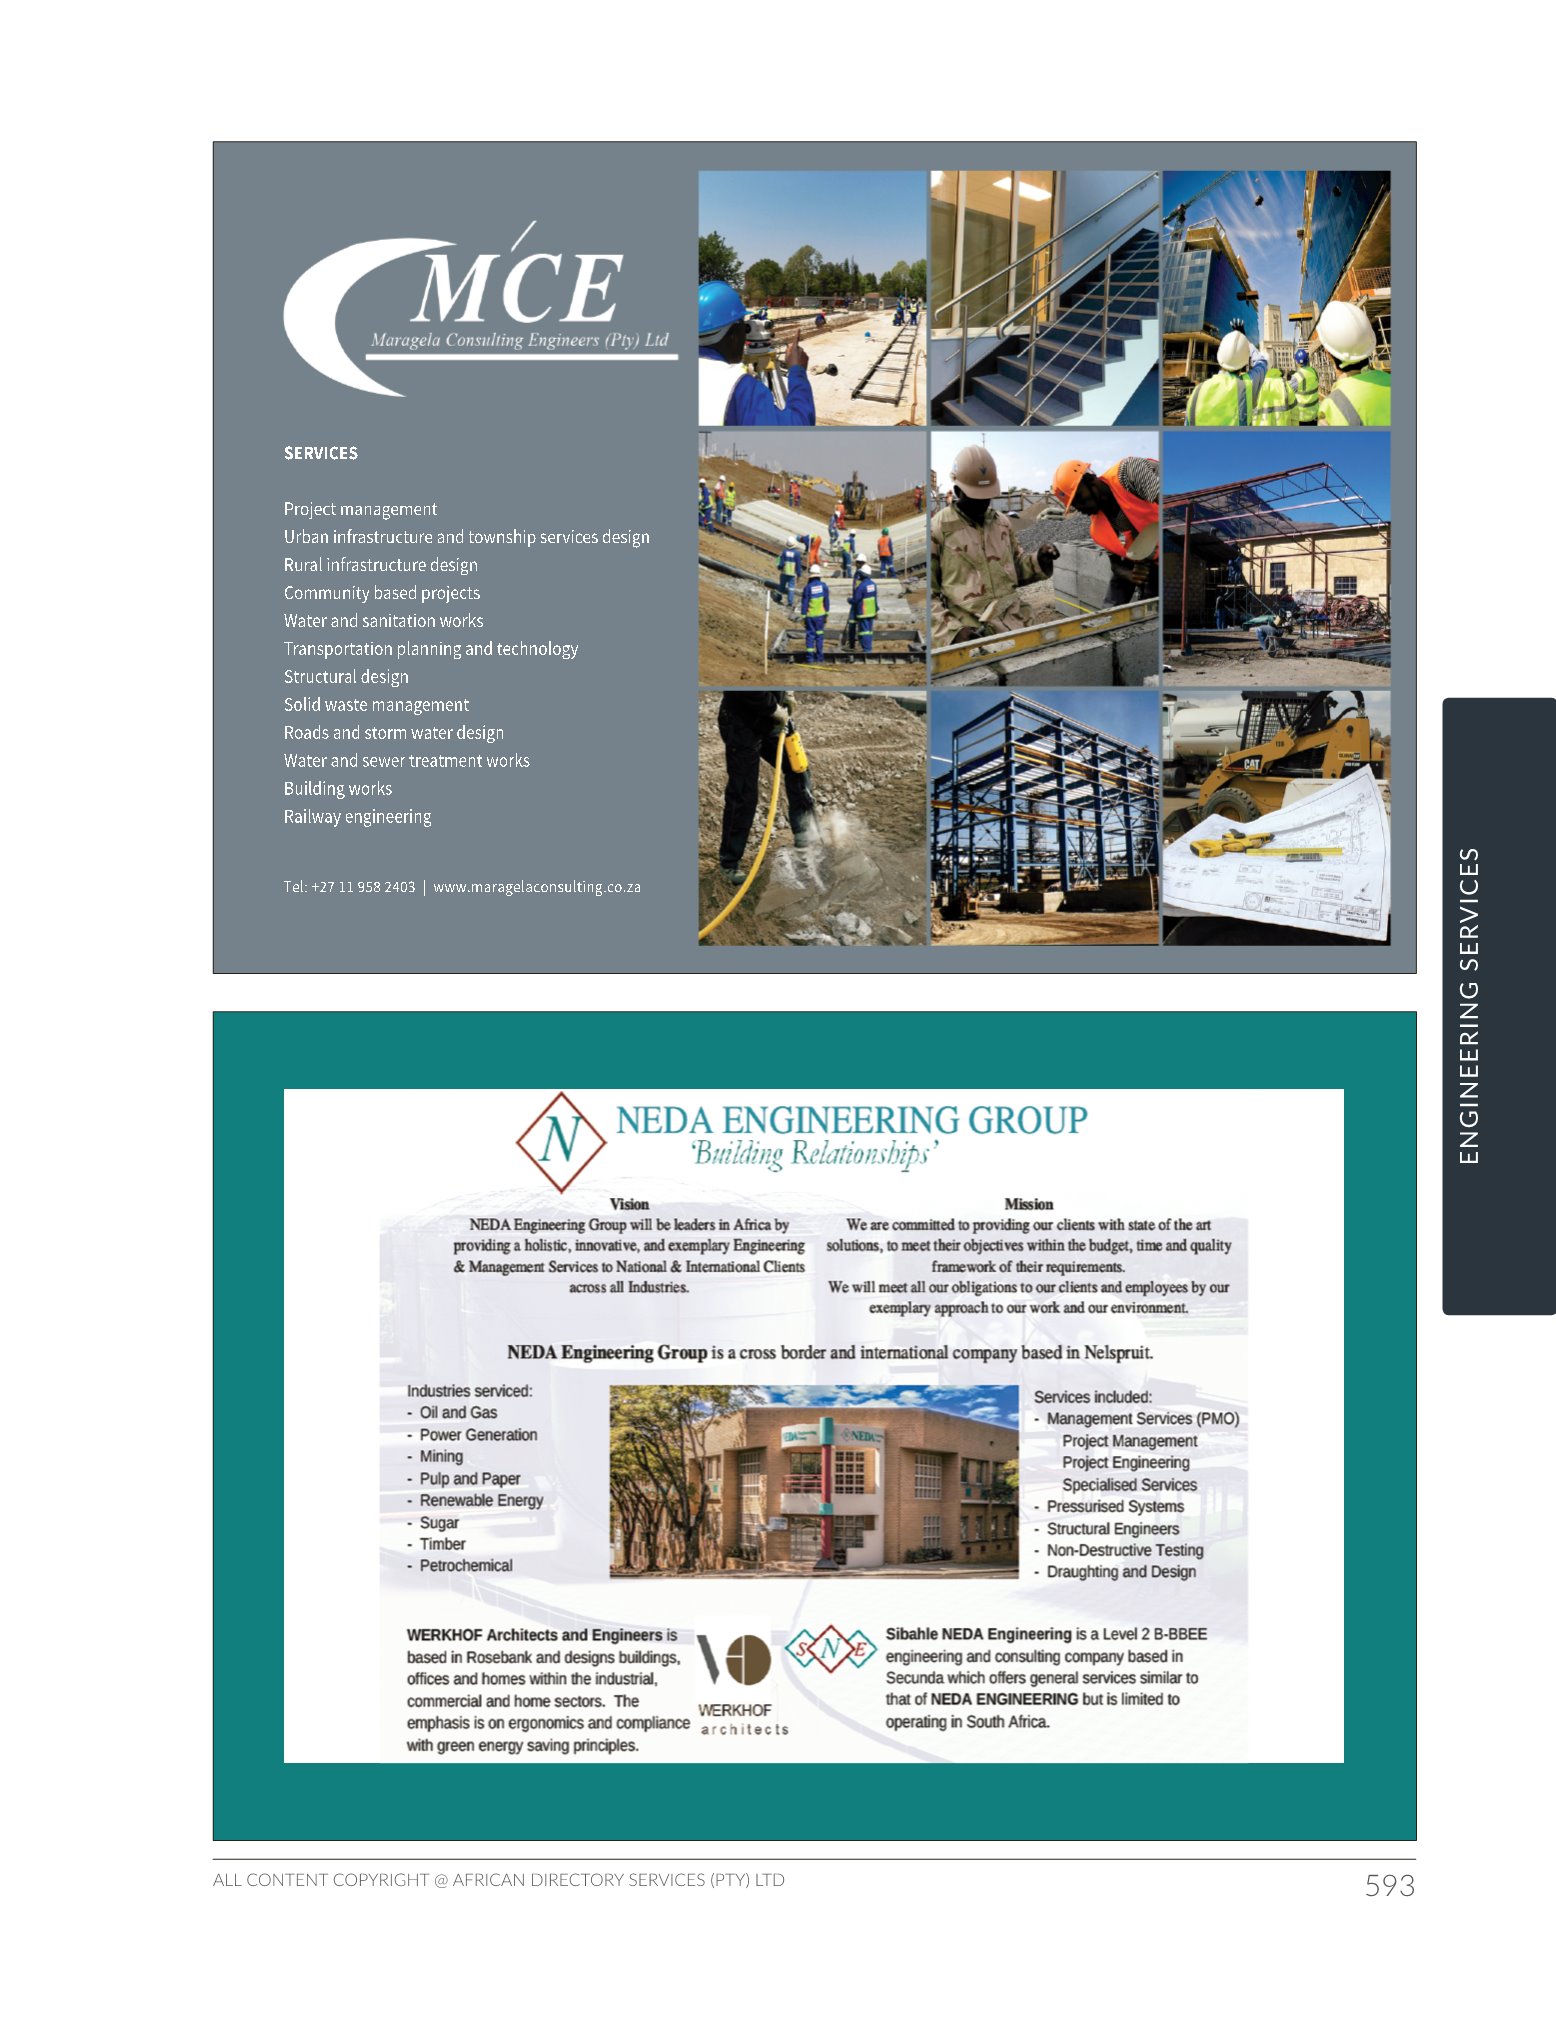 M'CE
Maragela Consulting Engineers (Pty) Ltd
SERVICES
Project management
Urban infrastructure and township services design
Rural infrastructure design
Community based projects
Water and sanitation works
Transportation planning and technology
Structural design
Solid waste management
Roads and storm water design
Water and sewer treatment works
Building works
Railway engineering
Tel: +27 11 958 2403 | www.maragelaconsulting.co.za
CAT
ENGINEERING SERVICES
N
NEDA ENGINEERING GROUP
'Building Relationships'
Vision
NEDA Engineering Group will be leaders in Africa by
providing a holistic, innovative, and exemplary Engineering
& Management Services to National & International Clients
across all Industries.
Mission
We are committed to providing our clients with state of the art
solutions, to meet their objectives within the budget, time and quality
framework of their requirements.
We will meet all our obligations to our clients and employees by our
exemplary approach to our work and our environment.
NEDA Engineering Group is a cross border and international company based in Nelspruit.
Industries serviced:
- Oil and Gas
- Power Generation
- Mining
- Pulp and Paper
- Renewable Energy
- Sugar
- Timber
- Petrochemical
NEDA
NEDA
Services included:
- Management Services (PMO)
Project Management
Project Engineering
Specialised Services
- Pressurised Systems
- Structural Engineers
- Non-Destructive Testing
- Draughting and Design
WERKHOF Architects and Engineers is
based in Rosebank and designs buildings,
offices and homes within the industrial,
commercial and home sectors. The
emphasis is on ergonomics and compliance
with green energy saving principles.
WERKHOF
architects
S N E
Sibahle NEDA Engineering is a Level 2 B-BBEE
engineering and consulting company based in
Secunda which offers general services similar to
that of NEDA ENGINEERING but is limited to
operating in South Africa.
ALL CONTENT COPYRIGHT @ AFRICAN DIRECTORY SERVICES (PTY) LTD
593